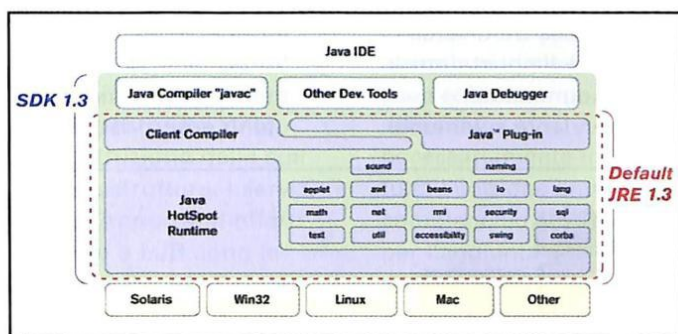 Java IDE
SDK 1.3
Java Compiler "javac"
Other Dev. Tools
Java Debugger
Client Compiler
Java™ Plug-in
Default
JRE 1.3
Java
HotSpot
Runtime
sound
naming
applet
awt
beans
io
lang
math
net
rmi
security
sql
text
util
accessibility
swing
corba
Solaris
Win32
Linux
Mac
Other